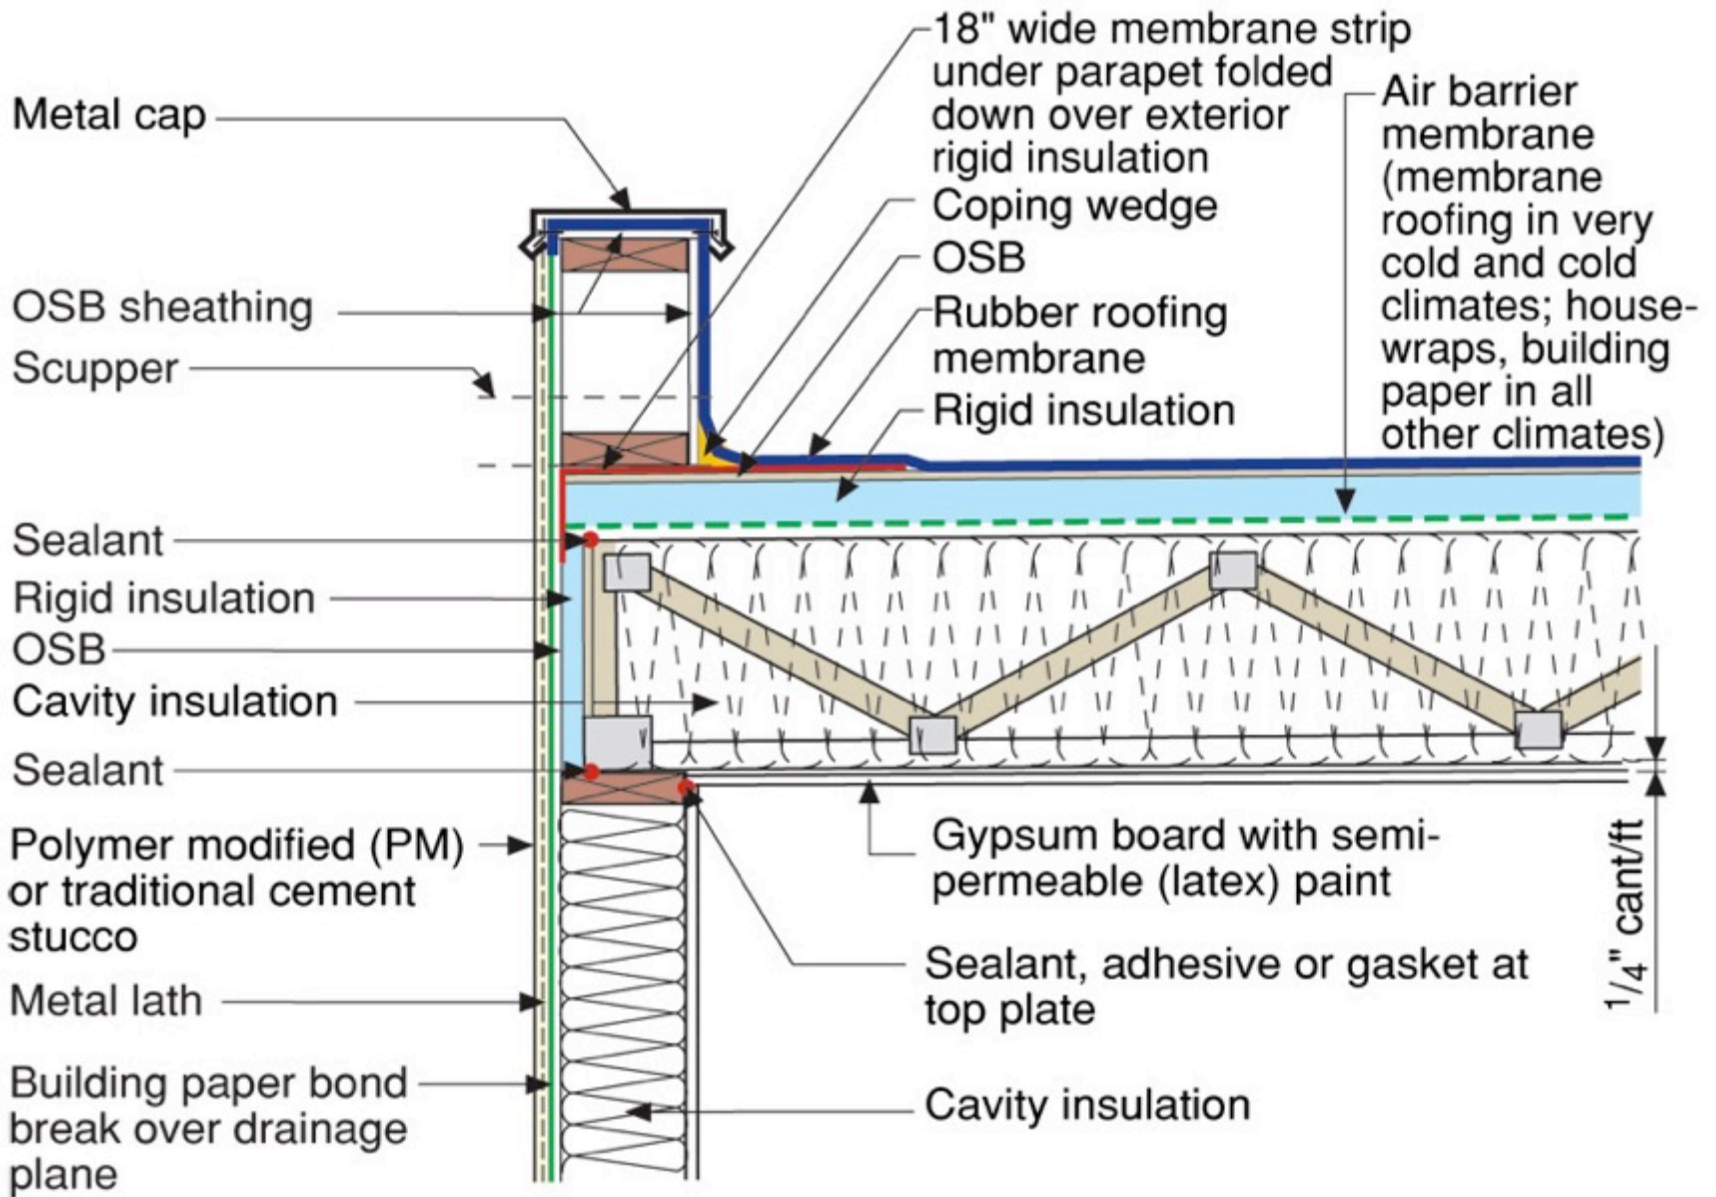 Metal cap
OSB sheathing
Scupper
Sealant
Rigid insulation
OSB
Cavity insulation
Sealant
Polymer modified (PM)
or traditional cement
stucco
Metal lath
Building paper bond
break over drainage
plane
18" wide membrane strip
under parapet folded
down over exterior
rigid insulation
Coping wedge
OSB
Rubber roofing
membrane
Rigid insulation
Air barrier
membrane
(membrane
roofing in very
cold and cold
climates; house-
wraps, building
paper in all
other climates)
Gypsum board with semi-
permeable (latex) paint
Sealant, adhesive or gasket at
top plate
Cavity insulation
1/4" cant/ft